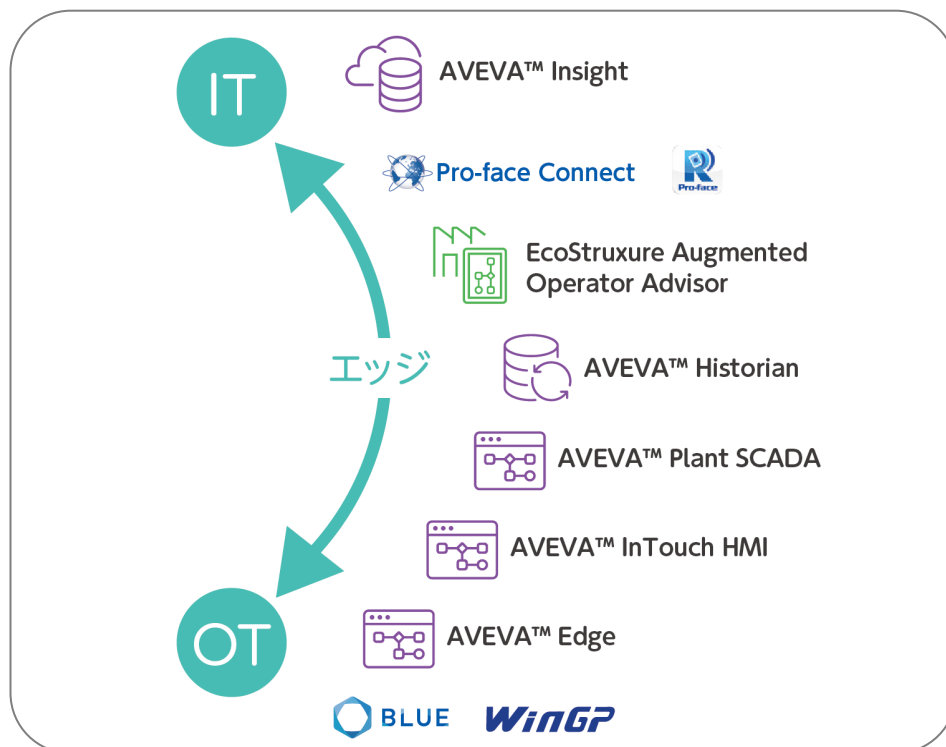 IT
AVEVA™ Insight
Pro-face Connect
R
Pro-face
EcoStruxure Augmented
Operator Advisor
エッジ
AVEVA™ Historian
AVEVA™ Plant SCADA
AVEVA™ InTouch HMI
OT
AVEVA™ Edge
BLUE
WinGP